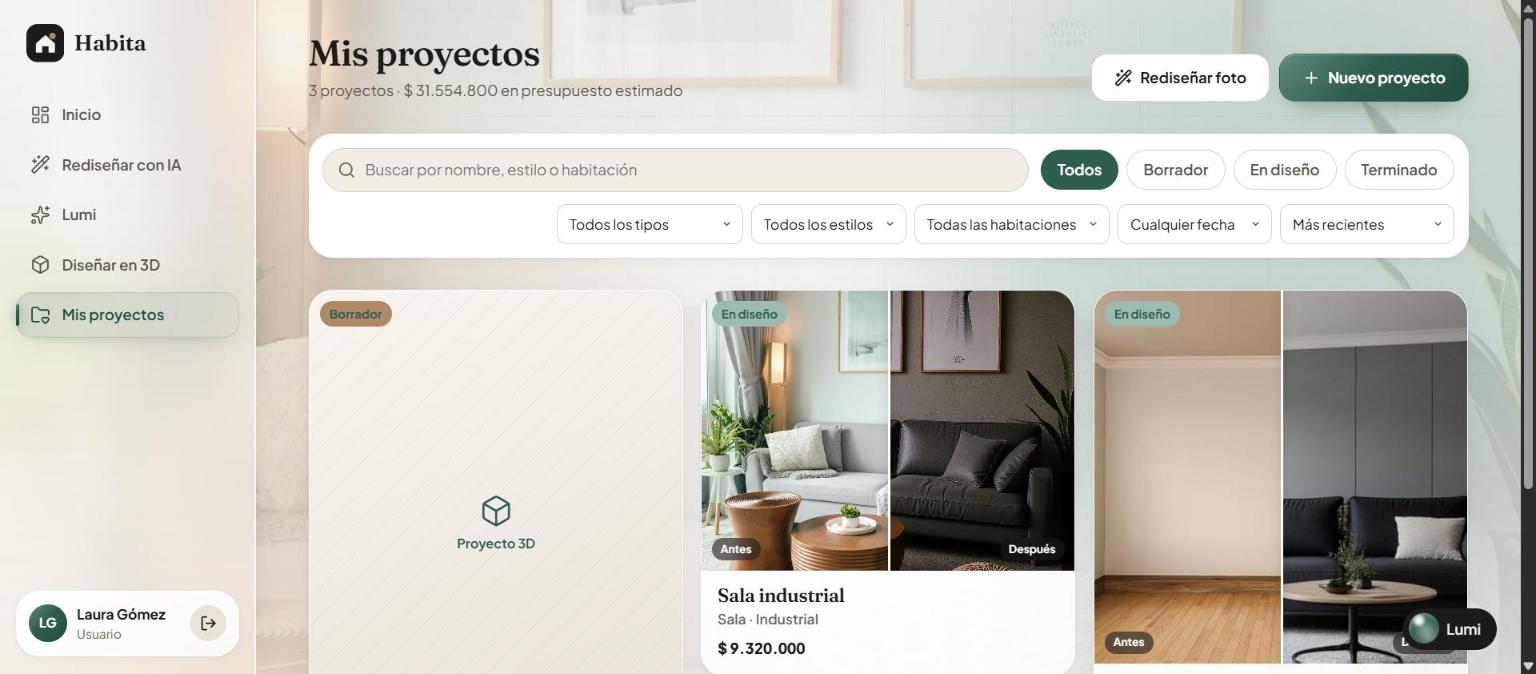 Habita
Inicio
Rediseñar con IA
Lumi
Diseñar en 3D
Mis proyectos
LG
Laura Gómez
Usuario
Mis proyectos
3 proyectos · $ 31.554.800 en presupuesto estimado
Rediseñar foto
Nuevo proyecto
Buscar por nombre, estilo o habitación
Todos
Borrador
En diseño
Terminado
Todos los tipos
Todos los estilos
Todas las habitaciones
Cualquier fecha
Más recientes
Borrador
Proyecto 3D
En diseño
Antes
Después
Sala industrial
Sala · Industrial
$ 9.320.000
En diseño
Antes
Lumi